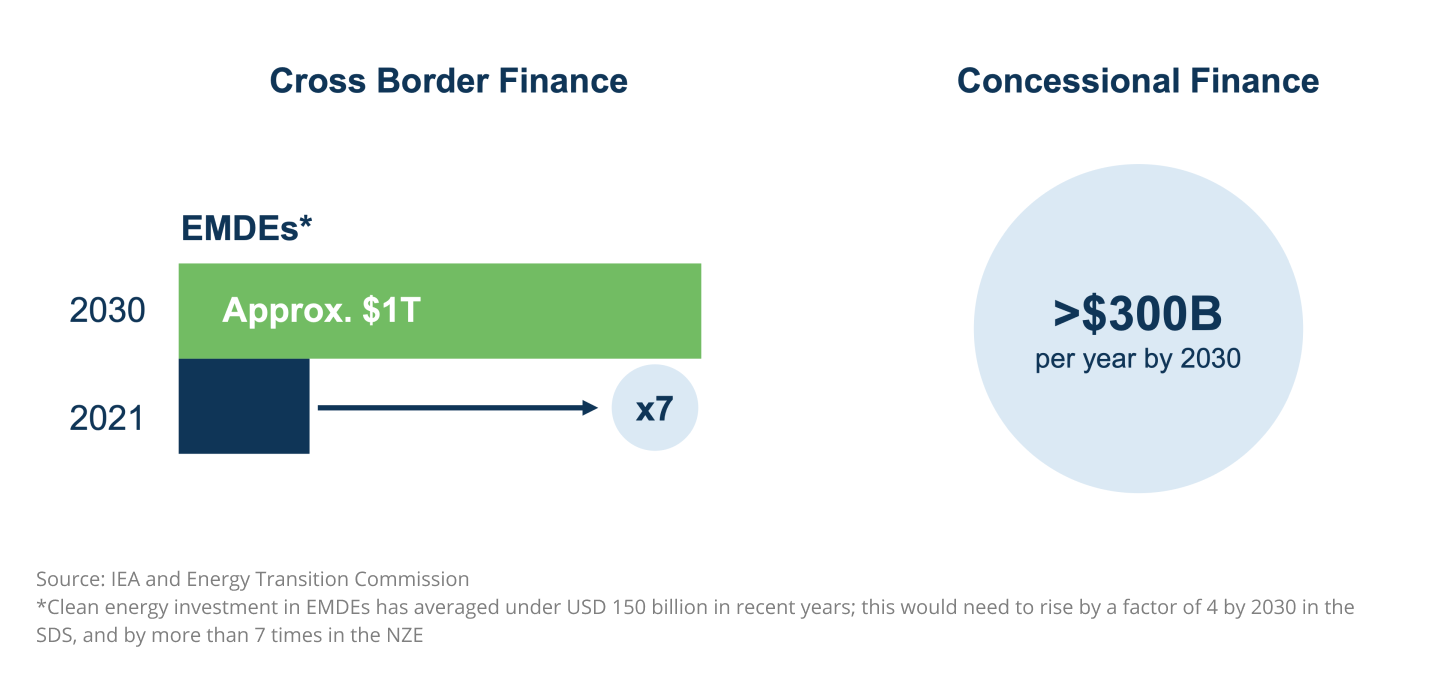 Cross Border Finance
EMDEs*
2030
Approx. $1T
2021
x7
Concessional Finance
>$300B
per year by 2030
Source: IEA and Energy Transition Commission
*Clean energy investment in EMDEs has averaged under USD 150 billion in recent years; this would need to rise by a factor of 4 by 2030 in the
SDS, and by more than 7 times in the NZE